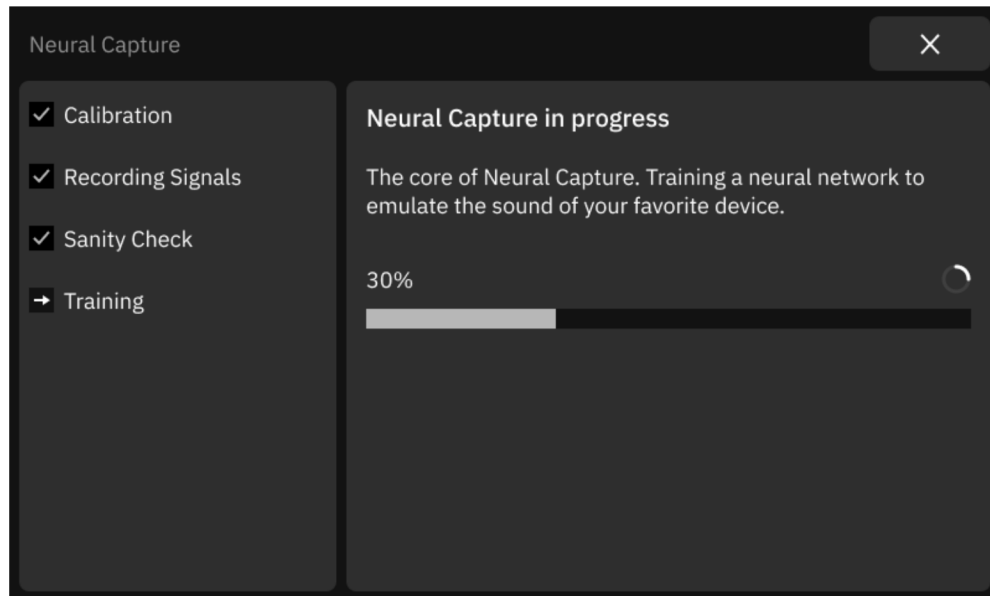 Neural Capture
Calibration
Recording Signals
Sanity Check
Training
Neural Capture in progress
The core of Neural Capture. Training a neural network to
emulate the sound of your favorite device.
30%